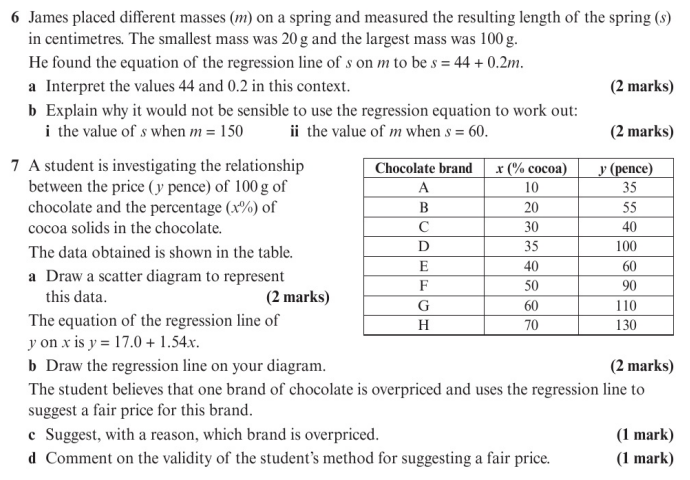 6 James placed different masses (m) on a spring and measured the resulting length of the spring (s)
in centimetres. The smallest mass was 20 g and the largest mass was 100 g.
He found the equation of the regression line of s on m to be s = 44 + 0.2m.
a Interpret the values 44 and 0.2 in this context. (2 marks)
b Explain why it would not be sensible to use the regression equation to work out:
i the value of s when m = 150 ii the value of m when s = 60. (2 marks)
7 A student is investigating the relationship
between the price (y pence) of 100 g of
chocolate and the percentage (x%) of
cocoa solids in the chocolate.
The data obtained is shown in the table.
a Draw a scatter diagram to represent
this data. (2 marks)
The equation of the regression line of
y on x is y = 17.0 + 1.54x.
Chocolate brand x (% cocoa) y (pence)
A 10 35
B 20 55
C 30 40
D 35 100
E 40 60
F 50 90
G 60 110
H 70 130
b Draw the regression line on your diagram. (2 marks)
The student believes that one brand of chocolate is overpriced and uses the regression line to
suggest a fair price for this brand.
c Suggest, with a reason, which brand is overpriced. (1 mark)
d Comment on the validity of the student's method for suggesting a fair price. (1 mark)